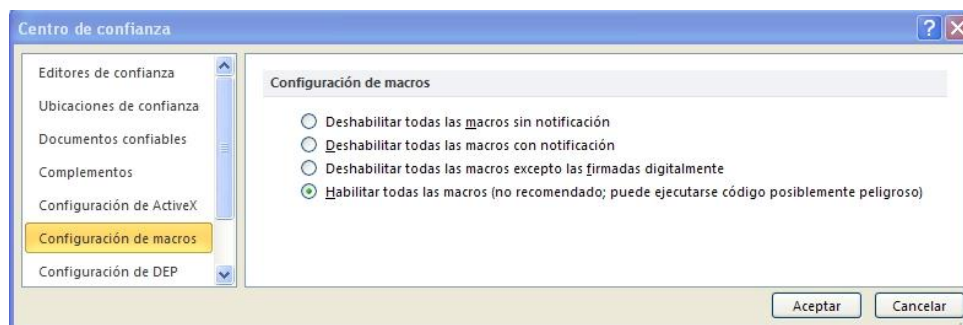 Centro de confianza
Editores de confianza
Ubicaciones de confianza
Documentos confiables
Complementos
Configuración de ActiveX
Configuración de macros
Configuración de DEP
Configuración de macros
Deshabilitar todas las macros sin notificación
Deshabilitar todas las macros con notificación
Deshabilitar todas las macros excepto las firmadas digitalmente
Habilitar todas las macros (no recomendado; puede ejecutarse código posiblemente peligroso)
Aceptar Cancelar